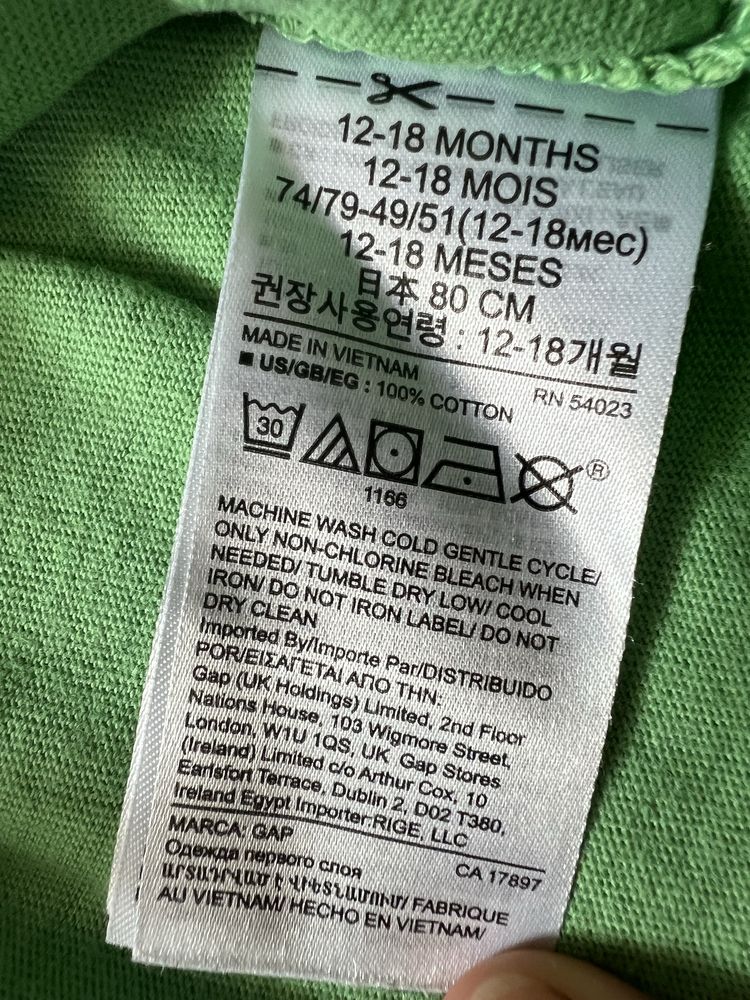 12-18 MONTHS
12-18 MOIS
74/79-49/51(12-18мес)
12-18 MESES
日本 80 CM
권장사용연령 : 12-18개월
MADE IN VIETNAM
RN 54023
■ US/GB/EG : 100% COTTON
30
®
1166
MACHINE WASH COLD GENTLE CYCLE/
ONLY NON-CHLORINE BLEACH WHEN
NEEDED/ TUMBLE DRY LOW/ COOL
IRON/ DO NOT IRON LABEL/ DO NOT
DRY CLEAN
Imported By/Importe Par/DISTRIBUIDO
POR/ΕΙΣΑΓΕΤΑΙ ΑΠΟ ΤΗΝ:
Gap (UK Holdings) Limited, 2nd Floor
Nations House, 103 Wigmore Street,
London, W1U 1QS, UK Gap Stores
(Ireland) Limited c/o Arthur Cox, 10
Earlsfort Terrace, Dublin 2, D02 T380,
Ireland Egypt Importer:RIGE, LLC
MARCA: GAP
CA 17897
Одежда первого слоя
ԱՐՏԱԴՐՎԱԾ Է ՎԻԵՏՆԱՄՈՒՄ/ FABRIQUE
AU VIETNAM/ HECHO EN VIETNAM/